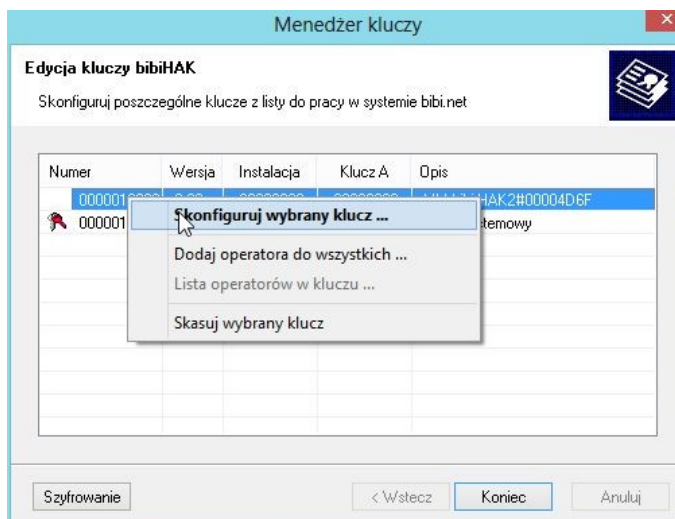 Menedżer kluczy
Edycja kluczy bibiHAK
Skonfiguruj poszczególne klucze z listy do pracy w systemie bibi.net
Numer Wersja Instalacja Klucz A Opis
HAK2#00004D6F
000001 temowy
Skonfiguruj wybrany klucz ...
Dodaj operatora do wszystkich ...
Lista operatorów w kluczu ...
Skasuj wybrany klucz
Szyfrowanie < Wstecz Koniec Anuluj